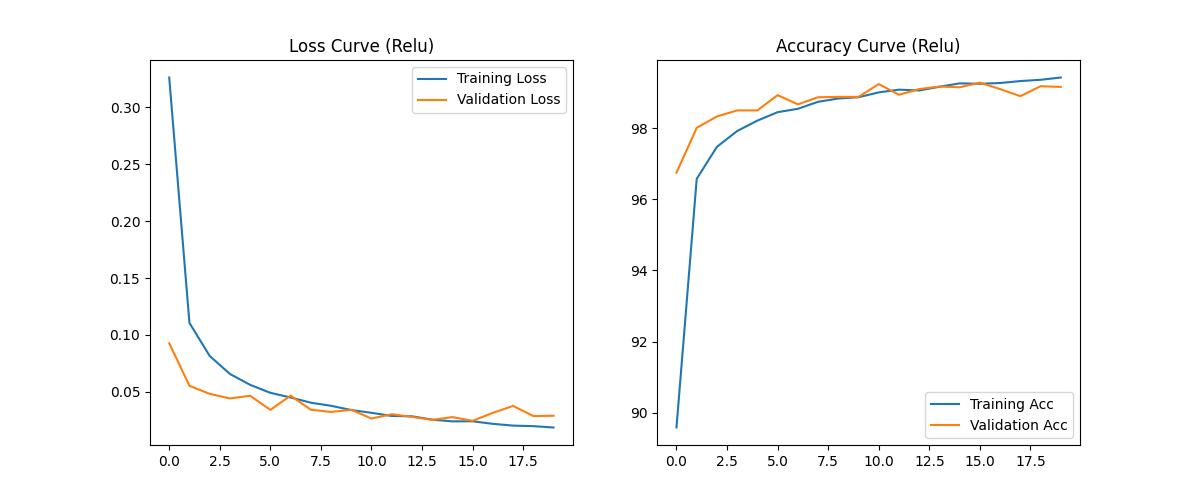 Loss Curve (Relu)
Training Loss
Validation Loss
0.30
0.25
0.20
0.15
0.10
0.05
0.0 2.5 5.0 7.5 10.0 12.5 15.0 17.5
Accuracy Curve (Relu)
98
96
94
92
90
Training Acc
Validation Acc
0.0 2.5 5.0 7.5 10.0 12.5 15.0 17.5